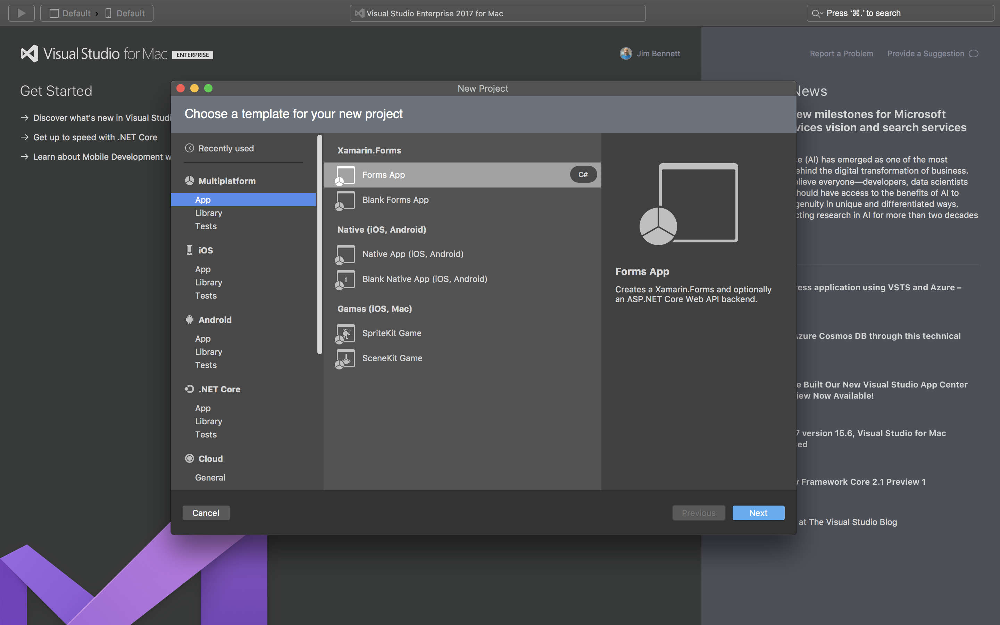 Default › Default
Visual Studio Enterprise 2017 for Mac
Press ‘⌘.’ to search
Visual Studio for Mac ENTERPRISE
Jim Bennett
Report a Problem
Provide a Suggestion
Get Started
Discover what's new in Visual Studi
Get up to speed with .NET Core
Learn about Mobile Development w
New Project
Choose a template for your new project
Recently used
Multiplatform
App
Library
Tests
iOS
App
Library
Tests
Android
App
Library
Tests
.NET Core
App
Library
Tests
Cloud
General
Xamarin.Forms
Forms App
C#
Blank Forms App
Native (iOS, Android)
Native App (iOS, Android)
1
Blank Native App (iOS, Android)
Games (iOS, Mac)
SpriteKit Game
SceneKit Game
Forms App
Creates a Xamarin.Forms and optionally
an ASP.NET Core Web API backend.
Cancel
Previous
Next
News
ew milestones for Microsoft
vices vision and search services
e (AI) has emerged as one of the most
ehind the digital transformation of business.
elieve everyone—developers, data scientists
hould have access to the benefits of AI to
genuity in unique and differentiated ways.
cting research in AI for more than two decades
ress application using VSTS and Azure –
Azure Cosmos DB through this technical
e Built Our New Visual Studio App Center
iew Now Available!
7 version 15.6, Visual Studio for Mac
sed
y Framework Core 2.1 Preview 1
at The Visual Studio Blog